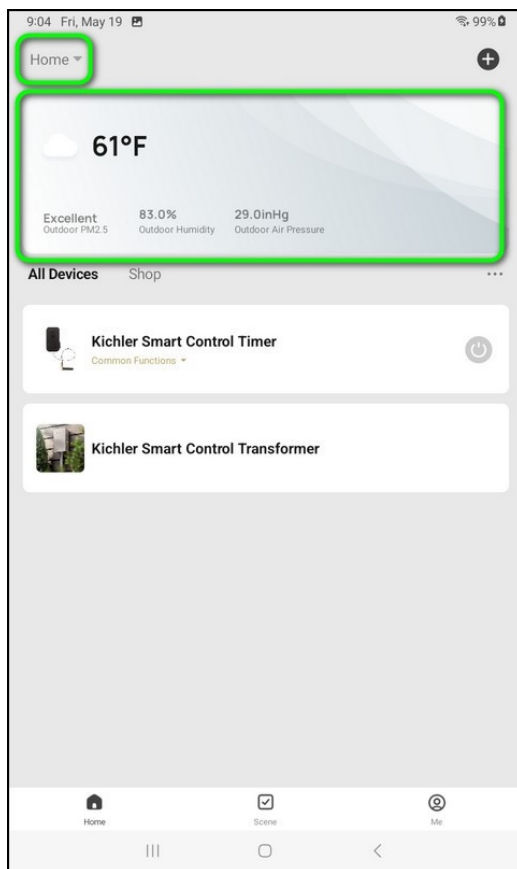 9:04 Fri, May 19 99%
Home
61°F
Excellent 83.0% 29.0inHg
Outdoor PM2.5 Outdoor Humidity Outdoor Air Pressure
All Devices Shop
Kichler Smart Control Timer
Common Functions
Kichler Smart Control Transformer
Home Scene Me